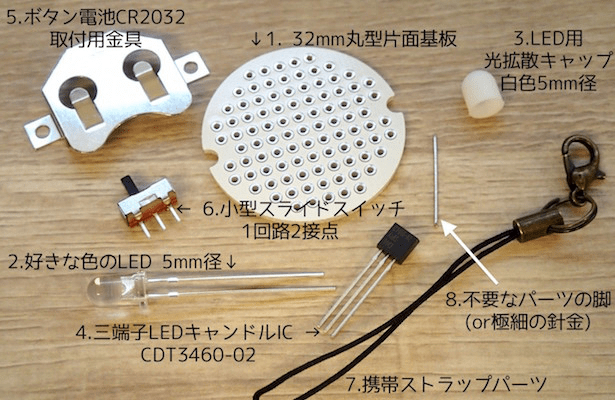 5.ボタン電池CR2032
取付用金具
↓1. 32mm丸型片面基板
3.LED用
光拡散キャップ
白色5mm径
← 6.小型スライドスイッチ
1回路2接点
2.好きな色のLED 5mm径↓
4.三端子LEDキャンドルIC →
CDT3460-02
8.不要なパーツの脚
(or極細の針金)
7.携帯ストラップパーツ